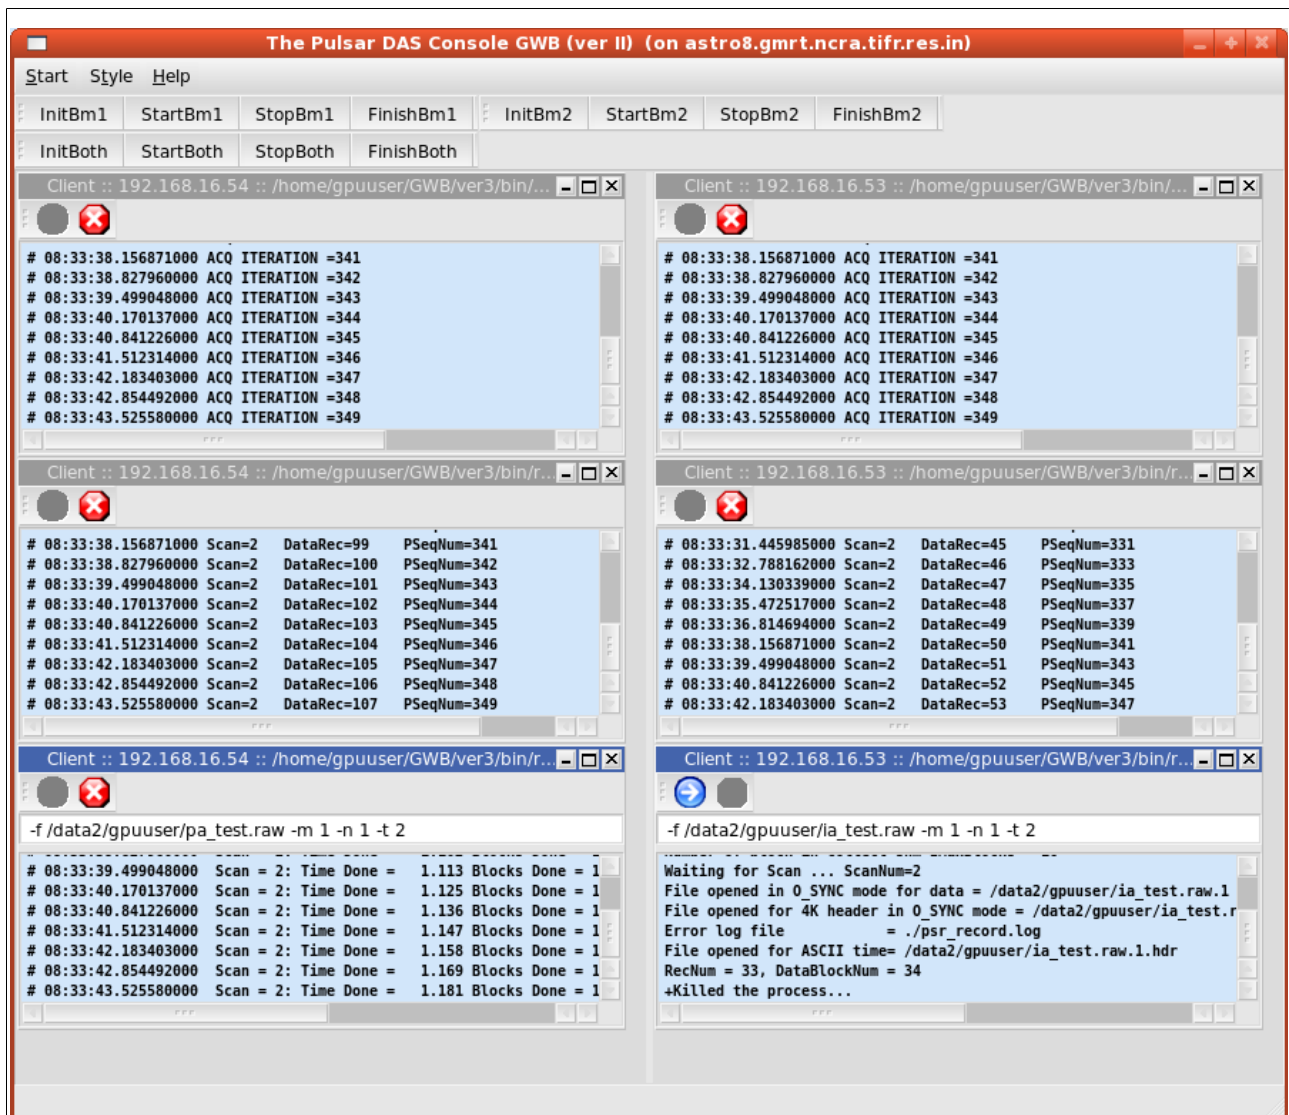 The Pulsar DAS Console GWB (ver II)  (on astro8.gmrt.ncra.tifr.res.in)
Start Style Help
InitBm1 StartBm1 StopBm1 FinishBm1 InitBm2 StartBm2 StopBm2 FinishBm2
InitBoth StartBoth StopBoth FinishBoth
Client :: 192.168.16.54 :: /home/gpuuser/GWB/ver3/bin/...
# 08:33:38.156871000 ACQ ITERATION =341
# 08:33:38.827960000 ACQ ITERATION =342
# 08:33:39.499048000 ACQ ITERATION =343
# 08:33:40.170137000 ACQ ITERATION =344
# 08:33:40.841226000 ACQ ITERATION =345
# 08:33:41.512314000 ACQ ITERATION =346
# 08:33:42.183403000 ACQ ITERATION =347
# 08:33:42.854492000 ACQ ITERATION =348
# 08:33:43.525580000 ACQ ITERATION =349
Client :: 192.168.16.53 :: /home/gpuuser/GWB/ver3/bin/...
# 08:33:38.156871000 ACQ ITERATION =341
# 08:33:38.827960000 ACQ ITERATION =342
# 08:33:39.499048000 ACQ ITERATION =343
# 08:33:40.170137000 ACQ ITERATION =344
# 08:33:40.841226000 ACQ ITERATION =345
# 08:33:41.512314000 ACQ ITERATION =346
# 08:33:42.183403000 ACQ ITERATION =347
# 08:33:42.854492000 ACQ ITERATION =348
# 08:33:43.525580000 ACQ ITERATION =349
Client :: 192.168.16.54 :: /home/gpuuser/GWB/ver3/bin/r...
# 08:33:38.156871000 Scan=2 DataRec=99 PSeqNum=341
# 08:33:38.827960000 Scan=2 DataRec=100 PSeqNum=342
# 08:33:39.499048000 Scan=2 DataRec=101 PSeqNum=343
# 08:33:40.170137000 Scan=2 DataRec=102 PSeqNum=344
# 08:33:40.841226000 Scan=2 DataRec=103 PSeqNum=345
# 08:33:41.512314000 Scan=2 DataRec=104 PSeqNum=346
# 08:33:42.183403000 Scan=2 DataRec=105 PSeqNum=347
# 08:33:42.854492000 Scan=2 DataRec=106 PSeqNum=348
# 08:33:43.525580000 Scan=2 DataRec=107 PSeqNum=349
Client :: 192.168.16.53 :: /home/gpuuser/GWB/ver3/bin/r...
# 08:33:31.445985000 Scan=2 DataRec=45 PSeqNum=331
# 08:33:32.788162000 Scan=2 DataRec=46 PSeqNum=333
# 08:33:34.130339000 Scan=2 DataRec=47 PSeqNum=335
# 08:33:35.472517000 Scan=2 DataRec=48 PSeqNum=337
# 08:33:36.814694000 Scan=2 DataRec=49 PSeqNum=339
# 08:33:38.156871000 Scan=2 DataRec=50 PSeqNum=341
# 08:33:39.499048000 Scan=2 DataRec=51 PSeqNum=343
# 08:33:40.841226000 Scan=2 DataRec=52 PSeqNum=345
# 08:33:42.183403000 Scan=2 DataRec=53 PSeqNum=347
Client :: 192.168.16.54 :: /home/gpuuser/GWB/ver3/bin/r...
-f /data2/gpuuser/pa_test.raw -m 1 -n 1 -t 2
# 08:33:39.499048000 Scan = 2: Time Done = 1.113 Blocks Done = 1
# 08:33:40.170137000 Scan = 2: Time Done = 1.125 Blocks Done = 1
# 08:33:40.841226000 Scan = 2: Time Done = 1.136 Blocks Done = 1
# 08:33:41.512314000 Scan = 2: Time Done = 1.147 Blocks Done = 1
# 08:33:42.183403000 Scan = 2: Time Done = 1.158 Blocks Done = 1
# 08:33:42.854492000 Scan = 2: Time Done = 1.169 Blocks Done = 1
# 08:33:43.525580000 Scan = 2: Time Done = 1.181 Blocks Done = 1
Client :: 192.168.16.53 :: /home/gpuuser/GWB/ver3/bin/r...
-f /data2/gpuuser/ia_test.raw -m 1 -n 1 -t 2
Waiting for Scan ... ScanNum=2
File opened in O_SYNC mode for data = /data2/gpuuser/ia_test.raw.1
File opened for 4K header in O_SYNC mode = /data2/gpuuser/ia_test.r
Error log file = ./psr_record.log
File opened for ASCII time= /data2/gpuuser/ia_test.raw.1.hdr
RecNum = 33, DataBlockNum = 34
+Killed the process...